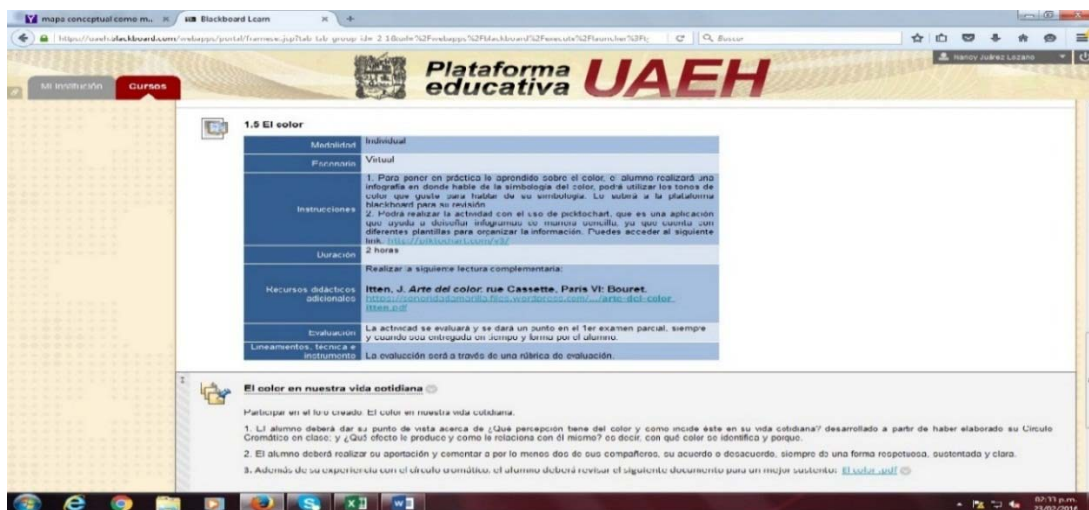 mapa conceptual como m...
Blackboard Learn
Buscar
Nancy Juárez Lozano
Mi Institución
Cursos
Plataforma educativa UAEH
1.5 El color
Modalidad Individual
Escenario Virtual
Instrucciones
1. Para poner en práctica lo aprendido sobre el color, el alumno realizará una
infografía en donde hable de la simbología del color, podrá utilizar los tonos de
color que guste para hablar de su simbología. Lo subirá a la plataforma
blackboard para su revisión.
2. Podrá realizar la actividad con el uso de picktochart, que es una aplicación
que ayuda a diseñar infogramas de manera sencilla, ya que cuenta con
diferentes plantillas para organizar la información. Puedes acceder al siguiente
link:
Duración 2 horas
Recursos didácticos adicionales
Realizar la siguiente lectura complementaria:
Itten, J. Arte del color. rue Cassette, Paris VI: Bouret.
Evaluación
La actividad se evaluará y se dará un punto en el 1er examen parcial, siempre
y cuando sea entregada en tiempo y forma por el alumno.
Lineamientos, técnica e instrumento
La evaluación será a través de una rúbrica de evaluación.
El color en nuestra vida cotidiana
Participar en el foro creado: El color en nuestra vida cotidiana.
1. El alumno deberá dar su punto de vista acerca de ¿Qué percepción tiene del color y como incide éste en su vida cotidiana? desarrollado a partir de haber elaborado su Círculo
Cromático en clase; y ¿Qué efecto le produce y como lo relaciona con él mismo? es decir, con qué color se identifica y porque.
2. El alumno deberá realizar su aportación y comentar a por lo menos dos de sus compañeros, su acuerdo o desacuerdo, siempre de una forma respetuosa, sustentada y clara.
3. Además de su experiencia con el círculo cromático, el alumno deberá revisar el siguiente documento para un mejor sustento: El color .pdf
02:33 p.m.